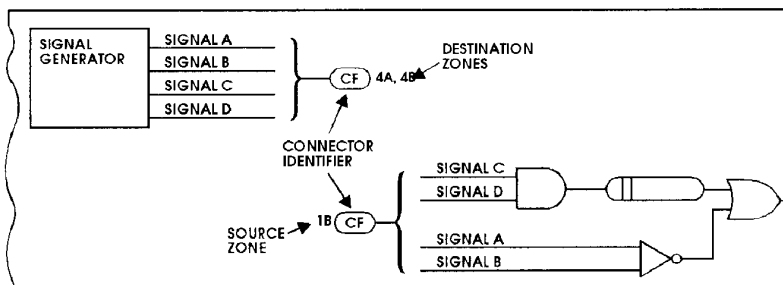 SIGNAL
GENERATOR
SIGNAL A
SIGNAL B
SIGNAL C
SIGNAL D
CF
4A, 4B
DESTINATION
ZONES
CONNECTOR
IDENTIFIER
SOURCE
ZONE
1B
CF
SIGNAL C
SIGNAL D
SIGNAL A
SIGNAL B